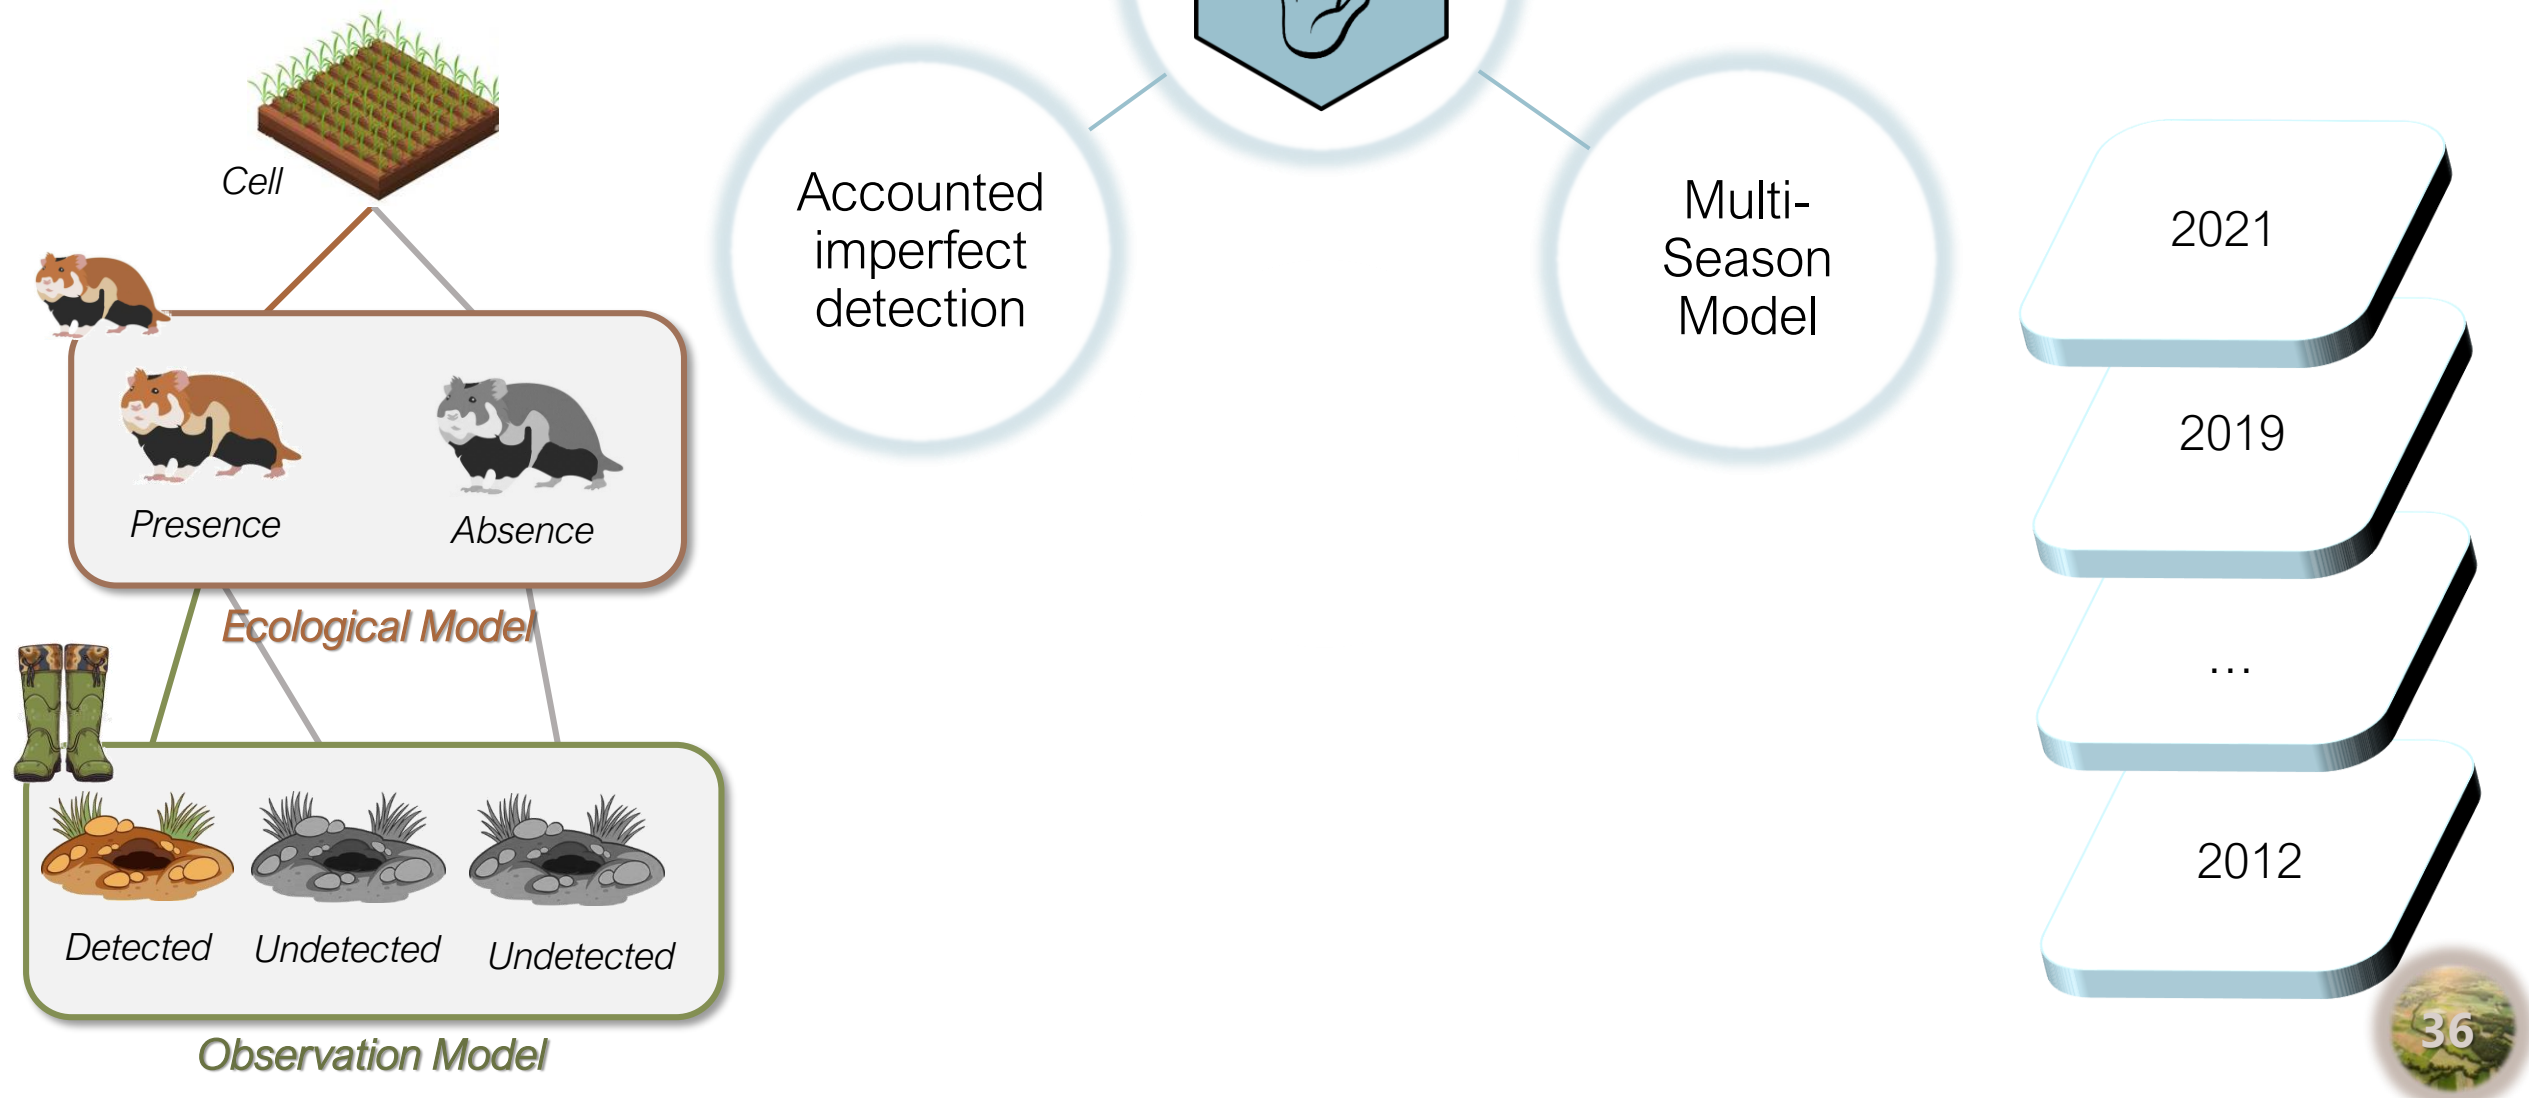 Cell
Presence
Absence
Ecological Model
Detected
Undetected
Undetected
Observation Model
Accounted
imperfect
detection
Multi-
Season
Model
2021
2019
...
2012
36